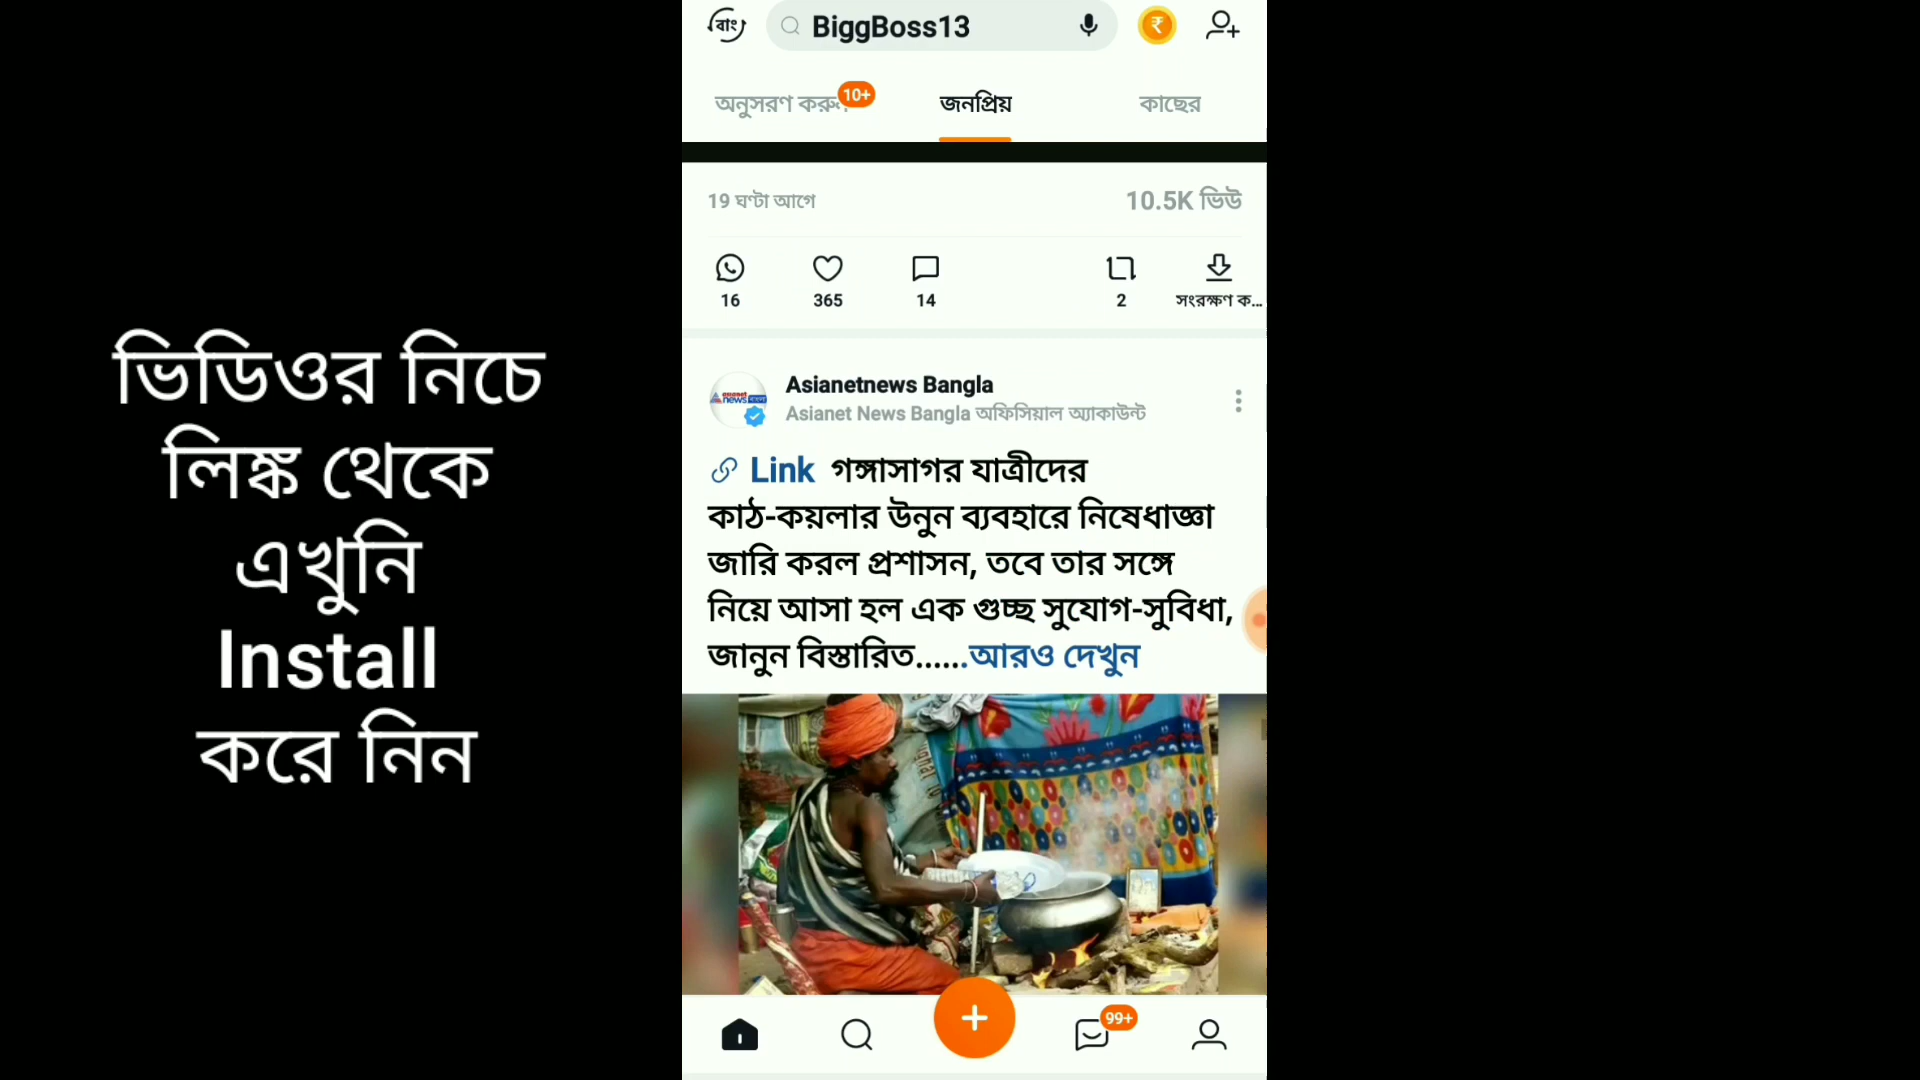 ভিডিওর নিচে
লিঙ্ক থেকে
এখুনি
Install
করে নিন
বাং
BiggBoss13
₹
অনুসরণ করুন
10+
জনপ্রিয়
কাছের
19 ঘণ্টা আগে
10.5K ভিউ
16
365
14
2
সংরক্ষণ ক...
asianet
news বাংলা
Asianetnews Bangla
Asianet News Bangla অফিসিয়াল অ্যাকাউন্ট
Link গঙ্গাসাগর যাত্রীদের
কাঠ-কয়লার উনুন ব্যবহারে নিষেধাজ্ঞা
জারি করল প্রশাসন, তবে তার সঙ্গে
নিয়ে আসা হল এক গুচ্ছ সুযোগ-সুবিধা,
জানুন বিস্তারিত......আরও দেখুন
99+